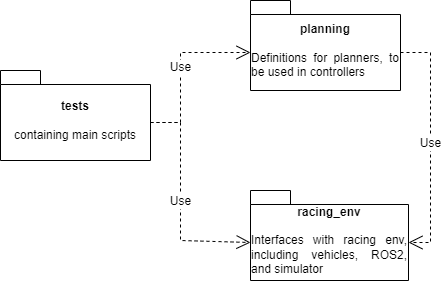 planning
Definitions for planners, to
be used in controllers
Use
tests
containing main scripts
Use
Use
racing_env
Interfaces with racing env,
including vehicles, ROS2,
and simulator